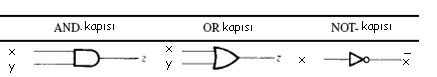 AND-kapısı OR kapısı NOT-kapısı
x z x z x x̅
y y